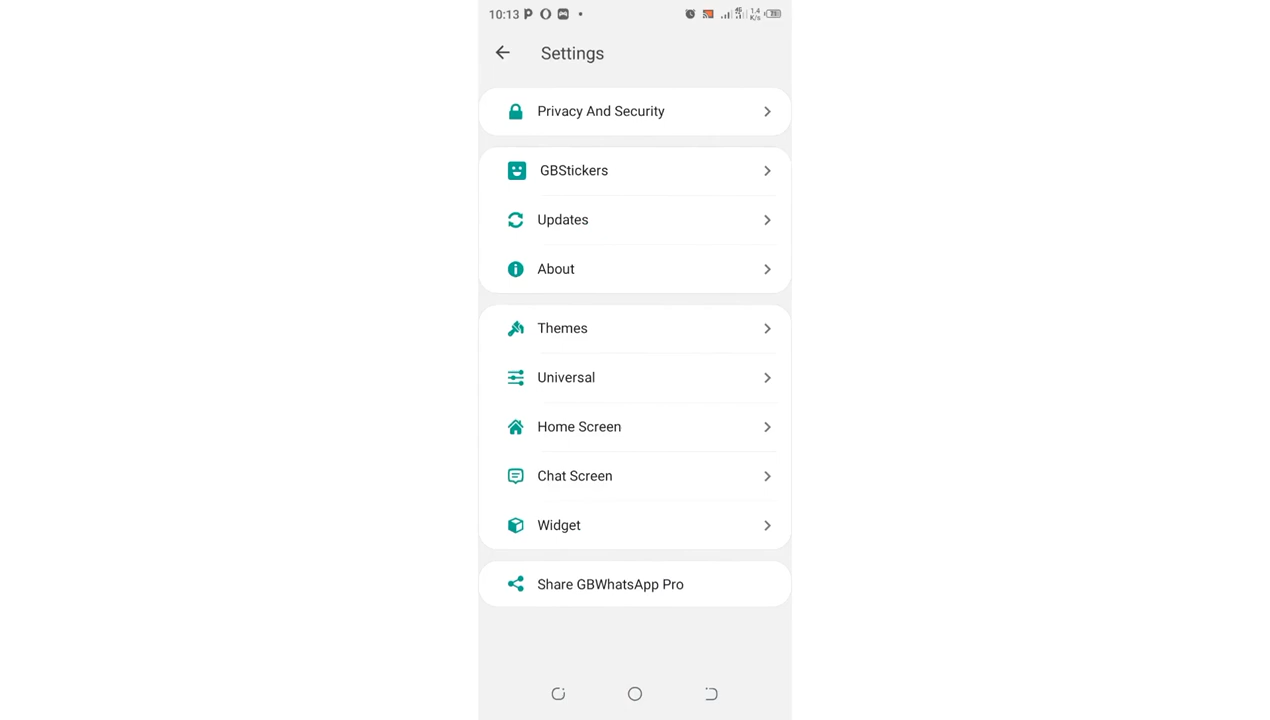 10:13
Settings
Privacy And Security
GBStickers
Updates
About
Themes
Universal
Home Screen
Chat Screen
Widget
Share GBWhatsApp Pro